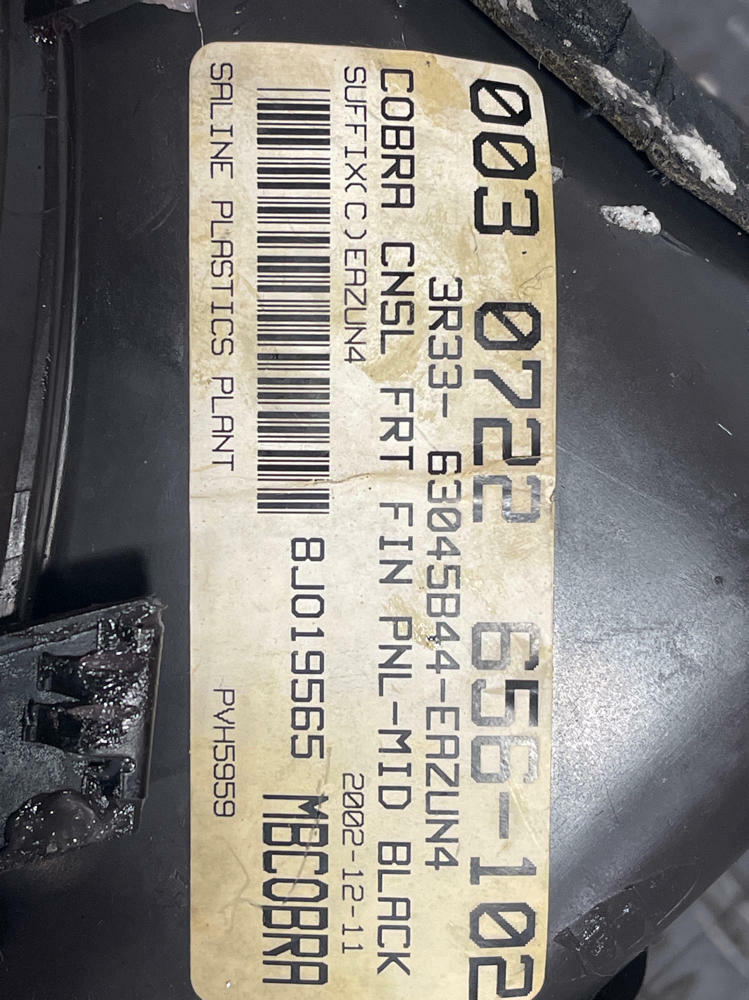 003 0722 656-102
3R33- 63045B44-EAZUN4
COBRA CNSL FRT FIN PNL-MID BLACK
SUFFIX(C)EAZUN4 2002-12-11
8J019565 MBCOBRA
SALINE PLASTICS PLANT PVH5959